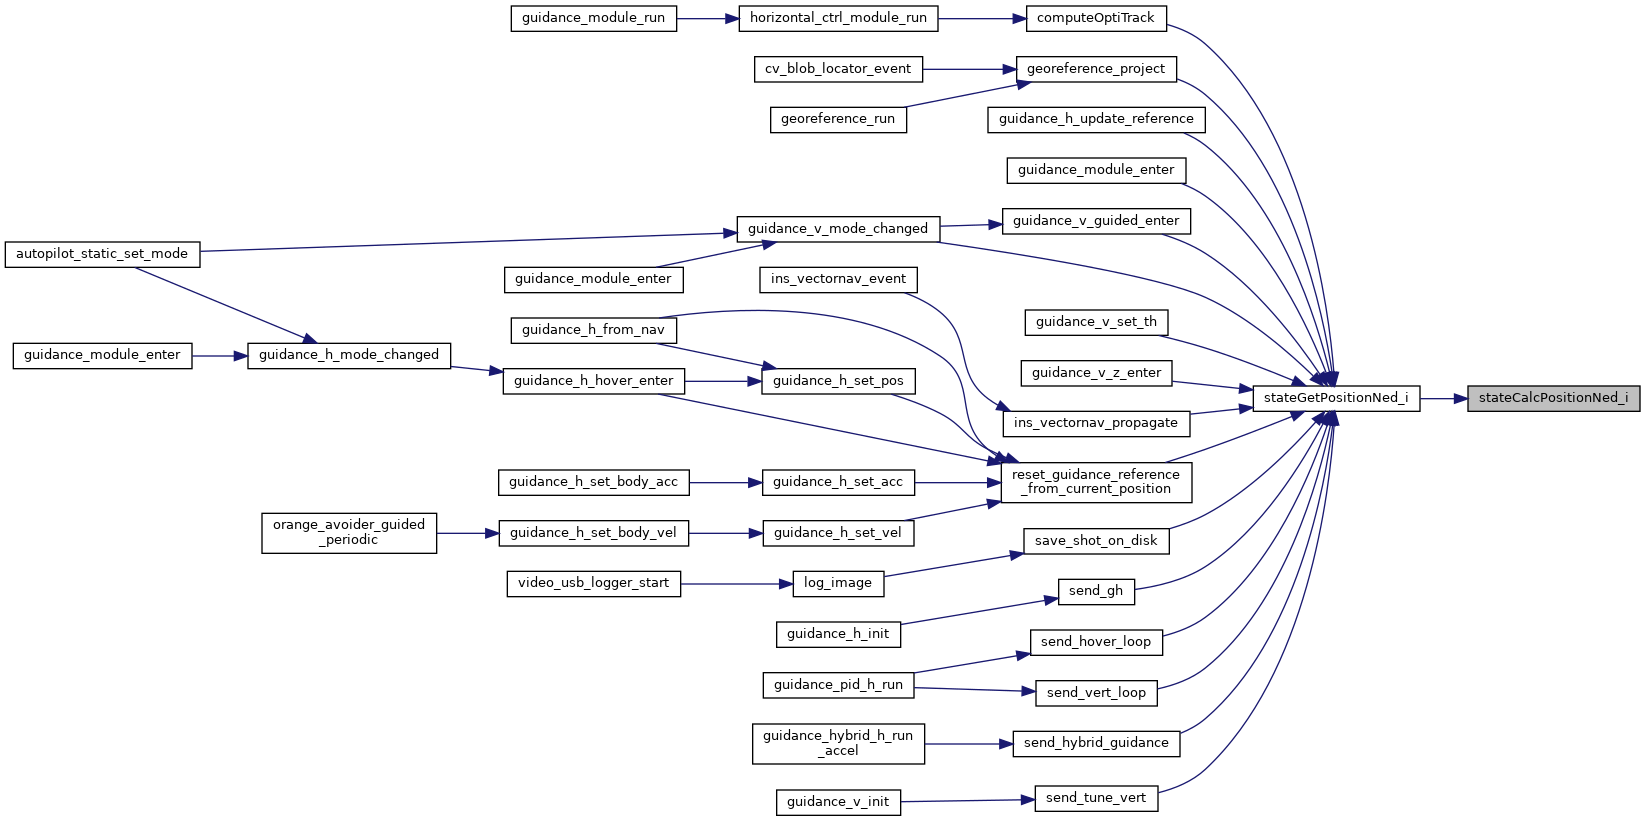 guidance_module_run
horizontal_ctrl_module_run
computeOptiTrack
cv_blob_locator_event
georeference_project
georeference_run
guidance_h_update_reference
guidance_module_enter
guidance_v_mode_changed
guidance_v_guided_enter
autopilot_static_set_mode
guidance_module_enter
ins_vectornav_event
guidance_h_from_nav
guidance_v_set_th
guidance_module_enter
guidance_h_mode_changed
guidance_h_hover_enter
guidance_h_set_pos
guidance_v_z_enter
stateGetPositionNed_i
stateCalcPositionNed_i
ins_vectornav_propagate
guidance_h_set_body_acc
guidance_h_set_acc
reset_guidance_reference
_from_current_position
orange_avoider_guided
_periodic
guidance_h_set_body_vel
guidance_h_set_vel
save_shot_on_disk
video_usb_logger_start
log_image
send_gh
guidance_h_init
send_hover_loop
guidance_pid_h_run
send_vert_loop
guidance_hybrid_h_run
_accel
send_hybrid_guidance
guidance_v_init
send_tune_vert